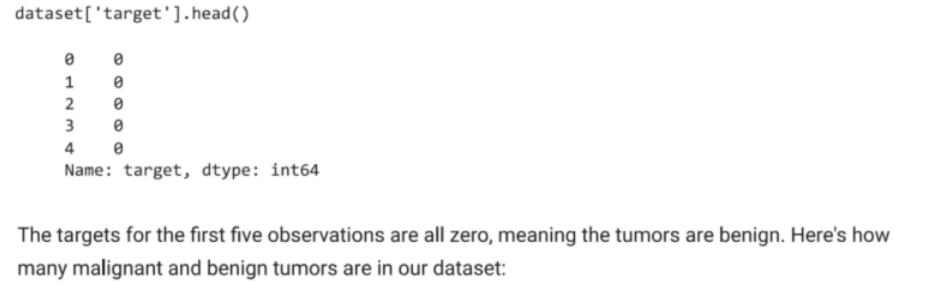 dataset['target'].head()
0 0
1 0
2 0
3 0
4 0
Name: target, dtype: int64
The targets for the first five observations are all zero, meaning the tumors are benign. Here's how
many malignant and benign tumors are in our dataset: